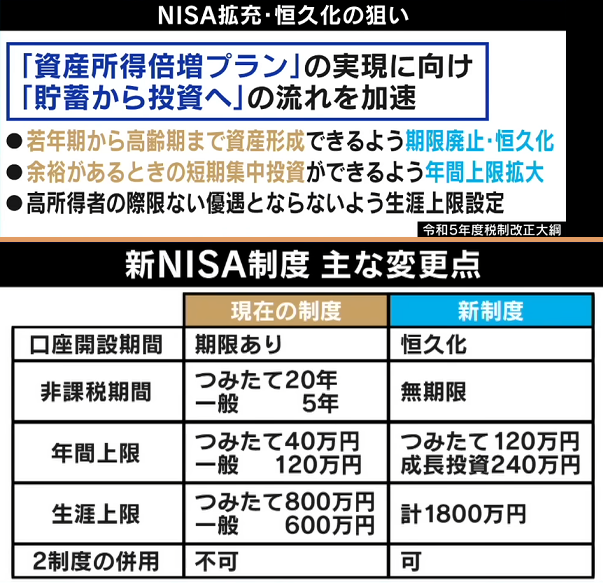 NISA拡充・恒久化の狙い
「資産所得倍増プラン」の実現に向け
「貯蓄から投資へ」の流れを加速
●若年期から高齢期まで資産形成できるよう期限廃止・恒久化
●余裕があるときの短期集中投資ができるよう年間上限拡大
●高所得者の際限ない優遇とならないよう生涯上限設定
令和5年度税制改正大綱
新NISA制度 主な変更点
現在の制度 新制度
口座開設期間 期限あり 恒久化
非課税期間 つみたて20年 無期限
一般 5年
年間上限 つみたて40万円 つみたて120万円
一般 120万円 成長投資240万円
生涯上限 つみたて800万円 計1800万円
一般 600万円
2制度の併用 不可 可